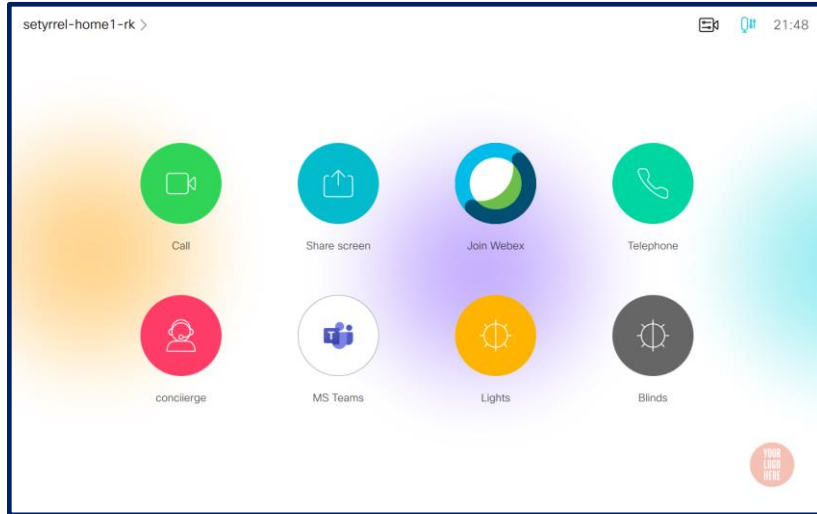 setyrrel-home1-rk >
21:48
Call
Share screen
Join Webex
Telephone
T
conciierge
MS Teams
Lights
Blinds
YOUR
LOGO
HERE